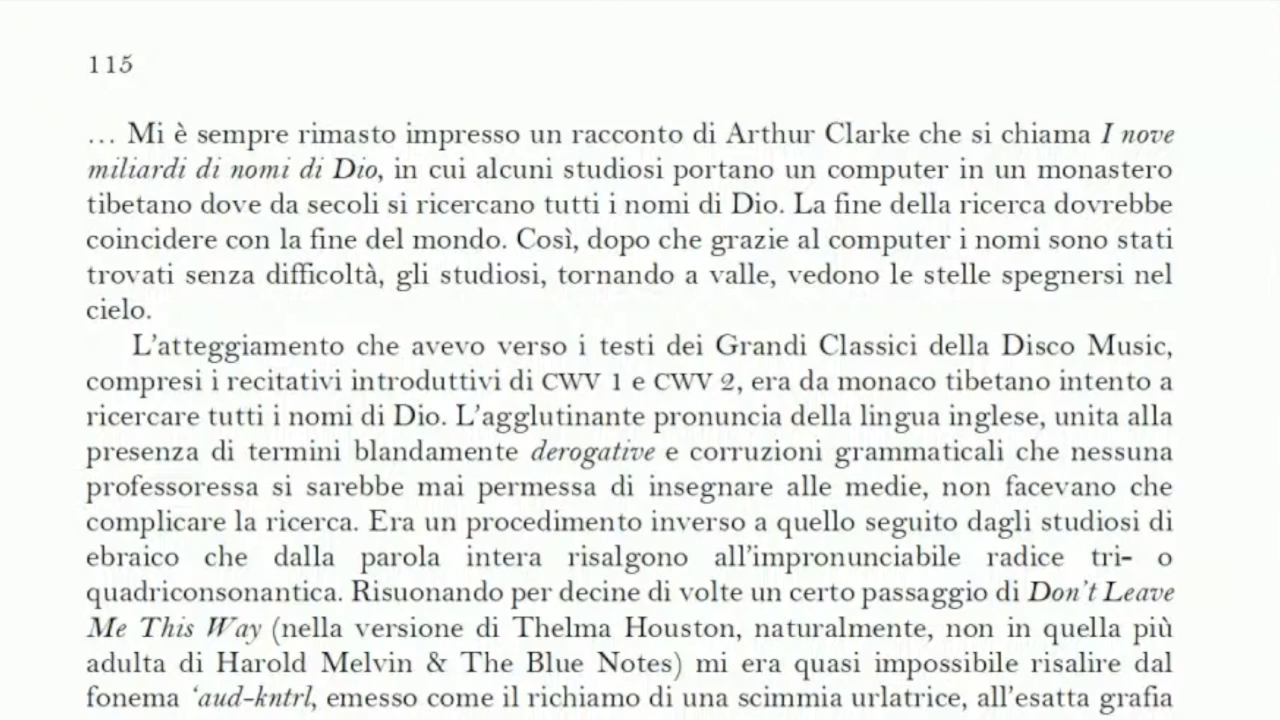 115
… Mi è sempre rimasto impresso un racconto di Arthur Clarke che si chiama I nove
miliardi di nomi di Dio, in cui alcuni studiosi portano un computer in un monastero
tibetano dove da secoli si ricercano tutti i nomi di Dio. La fine della ricerca dovrebbe
coincidere con la fine del mondo. Così, dopo che grazie al computer i nomi sono stati
trovati senza difficoltà, gli studiosi, tornando a valle, vedono le stelle spegnersi nel
cielo.
L’atteggiamento che avevo verso i testi dei Grandi Classici della Disco Music,
compresi i recitativi introduttivi di CWV 1 e CWV 2, era da monaco tibetano intento a
ricercare tutti i nomi di Dio. L’agglutinante pronuncia della lingua inglese, unita alla
presenza di termini blandamente derogative e corruzioni grammaticali che nessuna
professoressa si sarebbe mai permessa di insegnare alle medie, non facevano che
complicare la ricerca. Era un procedimento inverso a quello seguito dagli studiosi di
ebraico che dalla parola intera risalgono all’impronunciabile radice tri- o
quadriconsonantica. Risuonando per decine di volte un certo passaggio di Don’t Leave
Me This Way (nella versione di Thelma Houston, naturalmente, non in quella più
adulta di Harold Melvin & The Blue Notes) mi era quasi impossibile risalire dal
fonema ‘aud-kntrl, emesso come il richiamo di una scimmia urlatrice, all’esatta grafia